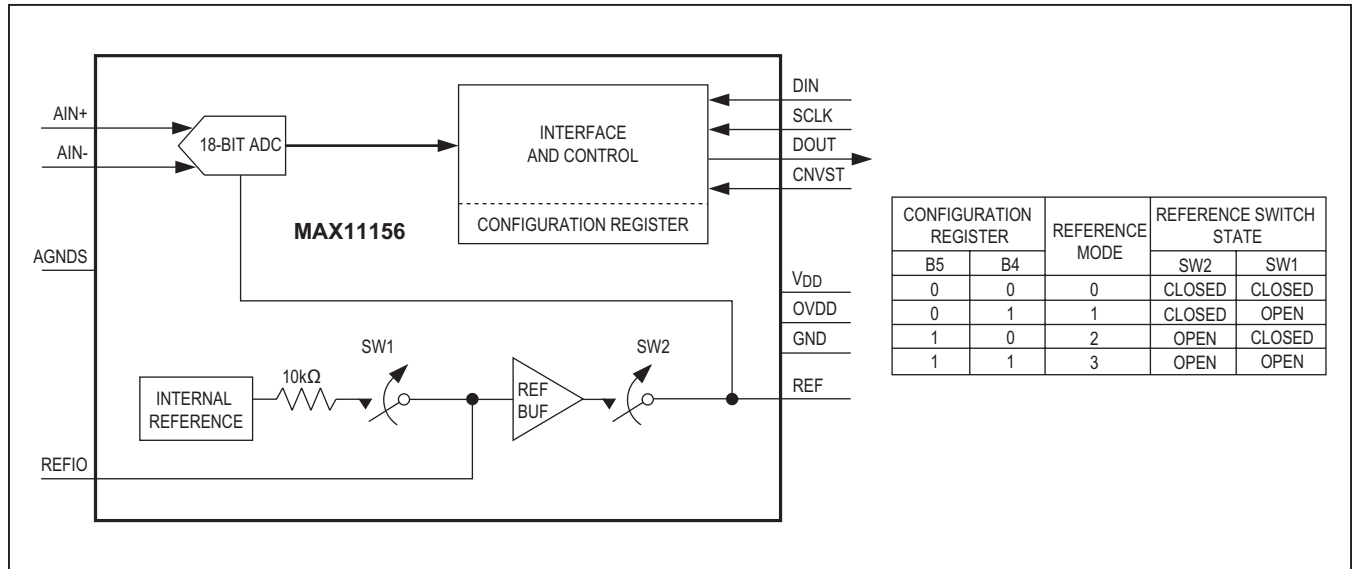 AIN+
AIN-
18-BIT ADC
INTERFACE
AND CONTROL
CONFIGURATION REGISTER
MAX11156
AGNDS
DIN
SCLK
DOUT
CNVST
VDD
OVDD
GND
REF
SW1
SW2
10kΩ
INTERNAL
REFERENCE
REF
BUF
REFIO
CONFIGURATION
REGISTER
REFERENCE
MODE
REFERENCE SWITCH
STATE
B5 B4 SW2 SW1
0 0 0 CLOSED CLOSED
0 1 1 CLOSED OPEN
1 0 2 OPEN CLOSED
1 1 3 OPEN OPEN